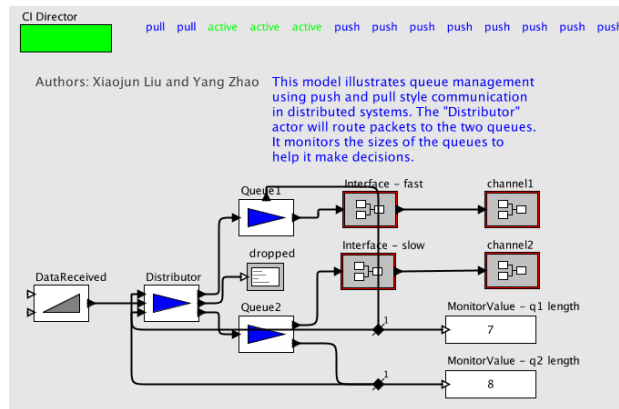 CI Director
pull pull active active active push push push push push push push push
Authors: Xiaojun Liu and Yang Zhao
This model illustrates queue management
using push and pull style communication
in distributed systems. The "Distributor"
actor will route packets to the two queues.
It monitors the sizes of the queues to
help it make decisions.
Queue1
Interface - fast
channel1
dropped
Interface - slow
channel2
DataReceived
Distributor
Queue2
1
MonitorValue - q1 length
7
1
MonitorValue - q2 length
8